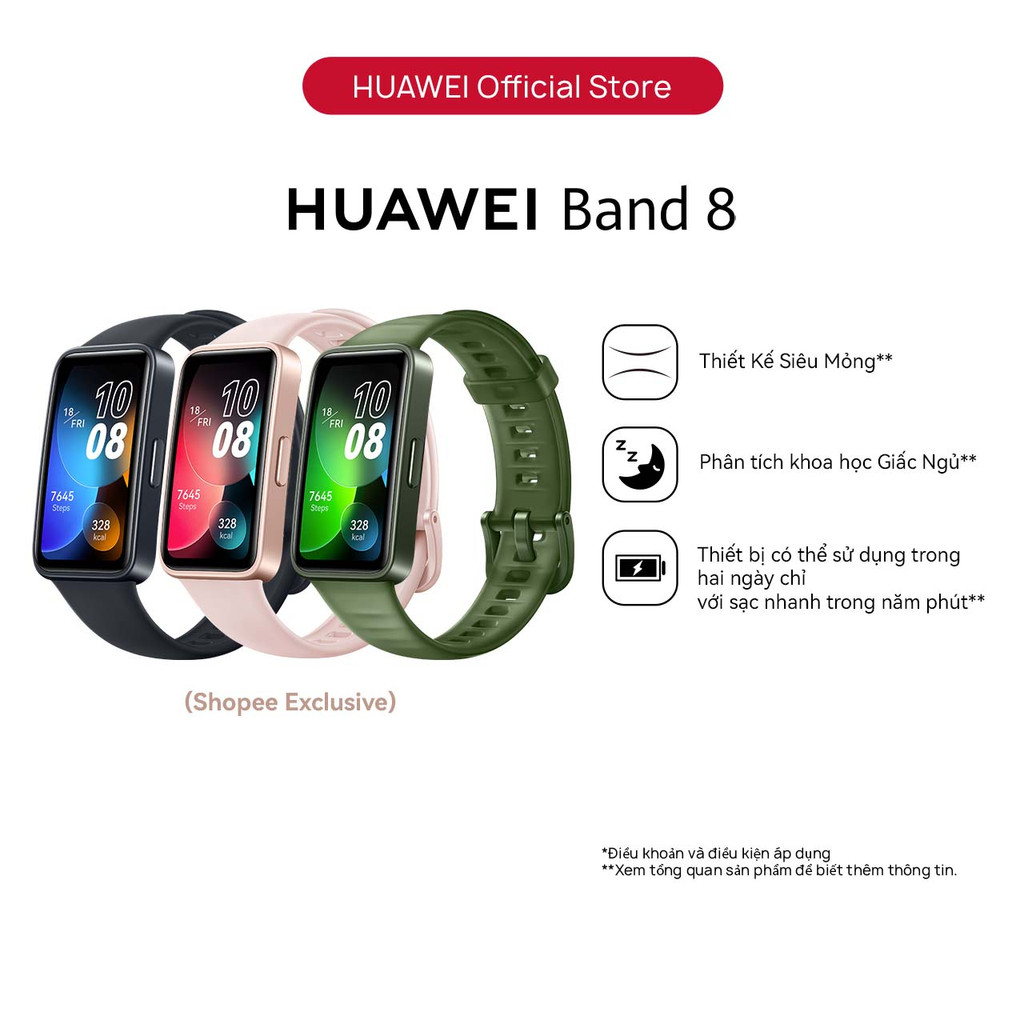 HUAWEI Official Store
HUAWEI Band 8
18/
FRI
10
08
7645
Steps
328
kcal
18/
FRI
10
08
7645
Steps
328
kcal
18/
FRI
10
08
7645
Steps
328
kcal
(Shopee Exclusive)
Thiết Kế Siêu Mỏng**
zz
Phân tích khoa học Giấc Ngủ**
Thiết bị có thể sử dụng trong
hai ngày chỉ
với sạc nhanh trong năm phút**
*Điều khoản và điều kiện áp dụng
**Xem tổng quan sản phẩm để biết thêm thông tin.